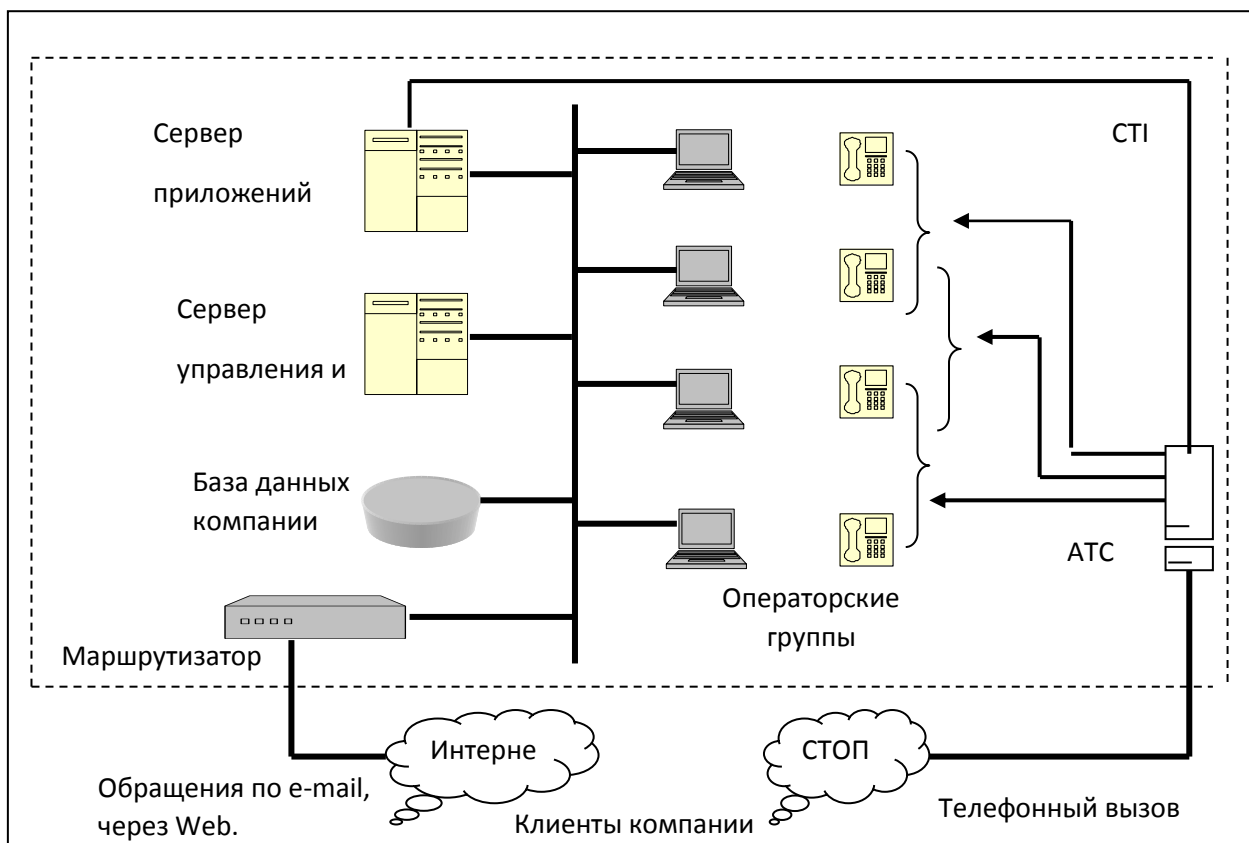 Сервер
приложений
CTI
Сервер
управления и
База данных
компании
АТС
Операторские
группы
Маршрутизатор
Интерне
СТОП
Обращения по e-mail,
через Web.
Клиенты компании
Телефонный вызов